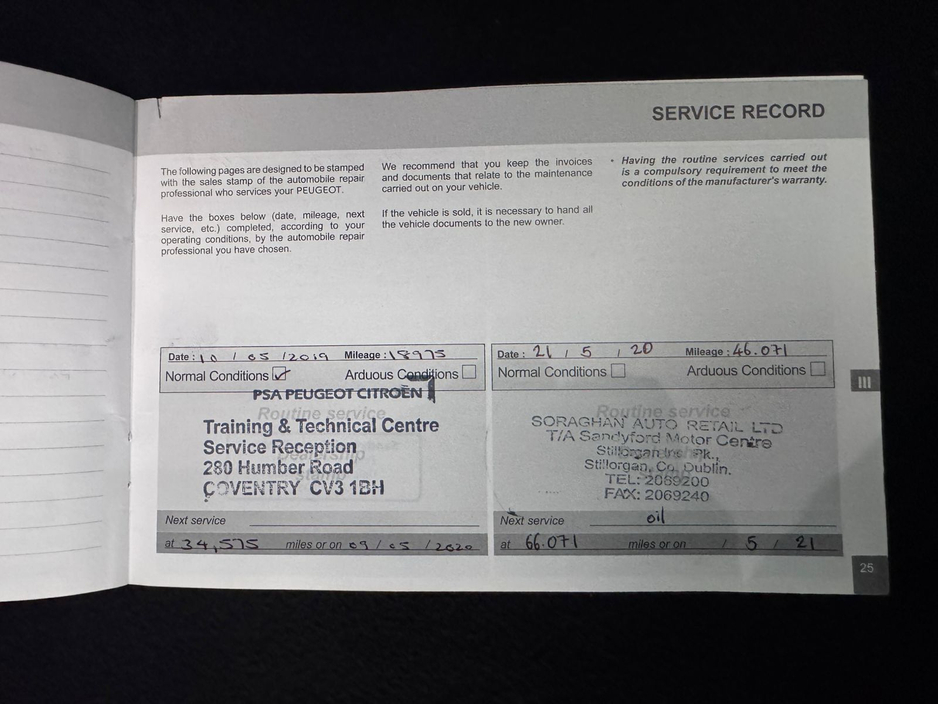 SERVICE RECORD
The following pages are designed to be stamped
with the sales stamp of the automobile repair
professional who services your PEUGEOT.
Have the boxes below (date, mileage, next
service, etc.) completed, according to your
operating conditions, by the automobile repair
professional you have chosen.
We recommend that you keep the invoices
and documents that relate to the maintenance
carried out on your vehicle.
If the vehicle is sold, it is necessary to hand all
the vehicle documents to the new owner.
* Having the routine services carried out
is a compulsory requirement to meet the
conditions of the manufacturer's warranty.
Date : 10 / 05 / 2019 Mileage : 18975
Normal Conditions Arduous Conditions
PSA PEUGEOT CITROËN
Routine service
Training & Technical Centre
Service Reception
280 Humber Road
COVENTRY CV3 1BH
Next service
at 34,575 miles or on 09 / 05 / 2020
Date : 21 / 5 / 20 Mileage : 46.071
Normal Conditions Arduous Conditions
Routine service
SORAGHAN AUTO RETAIL LTD
T/A Sandyford Motor Centre
Stillorgan Pk.,
Stillorgan, Co. Dublin.
TEL: 2069200
FAX: 2069240
Next service oil
at 66.071 miles or on / 5 / 21
III
25